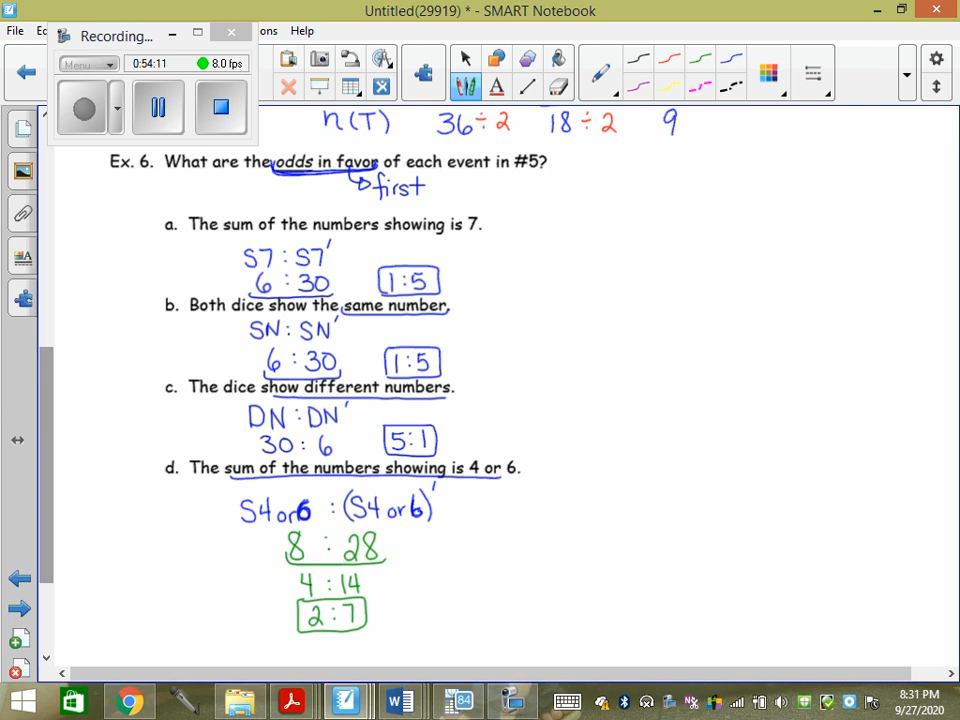 Untitled(29919) * - SMART Notebook
File
ons Help
Recording...
Menu
0:54:11
8.0 fps
n(T) 36÷2 18÷2 9
Ex. 6. What are the odds in favor of each event in #5?
first
a. The sum of the numbers showing is 7.
S7 : S7'
6 : 30 1:5
b. Both dice show the same number.
SN : SN'
6 : 30 1:5
c. The dice show different numbers.
DN : DN'
30 : 6 5:1
d. The sum of the numbers showing is 4 or 6.
S4 or 6 : (S4 or 6)'
8 : 28
4 : 14
2 : 7
84
8:31 PM
9/27/2020